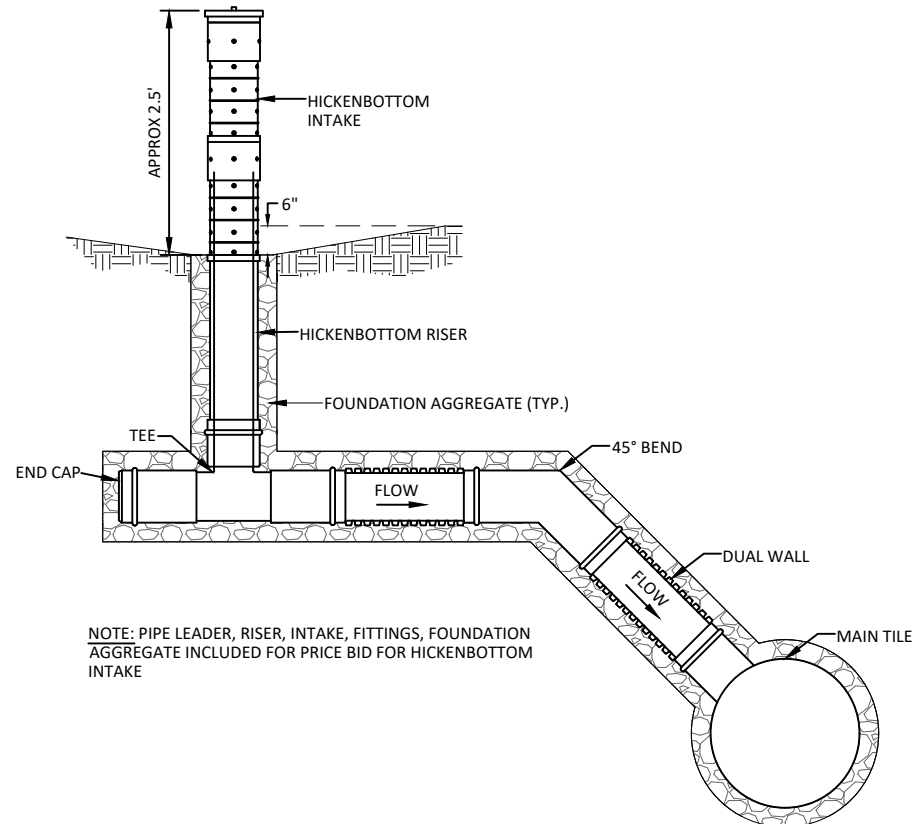 APPROX 2.5'
HICKENBOTTOM
INTAKE
6"
HICKENBOTTOM RISER
FOUNDATION AGGREGATE (TYP.)
TEE
45° BEND
END CAP
FLOW
DUAL WALL
FLOW
MAIN TILE
NOTE: PIPE LEADER, RISER, INTAKE, FITTINGS, FOUNDATION
AGGREGATE INCLUDED FOR PRICE BID FOR HICKENBOTTOM
INTAKE